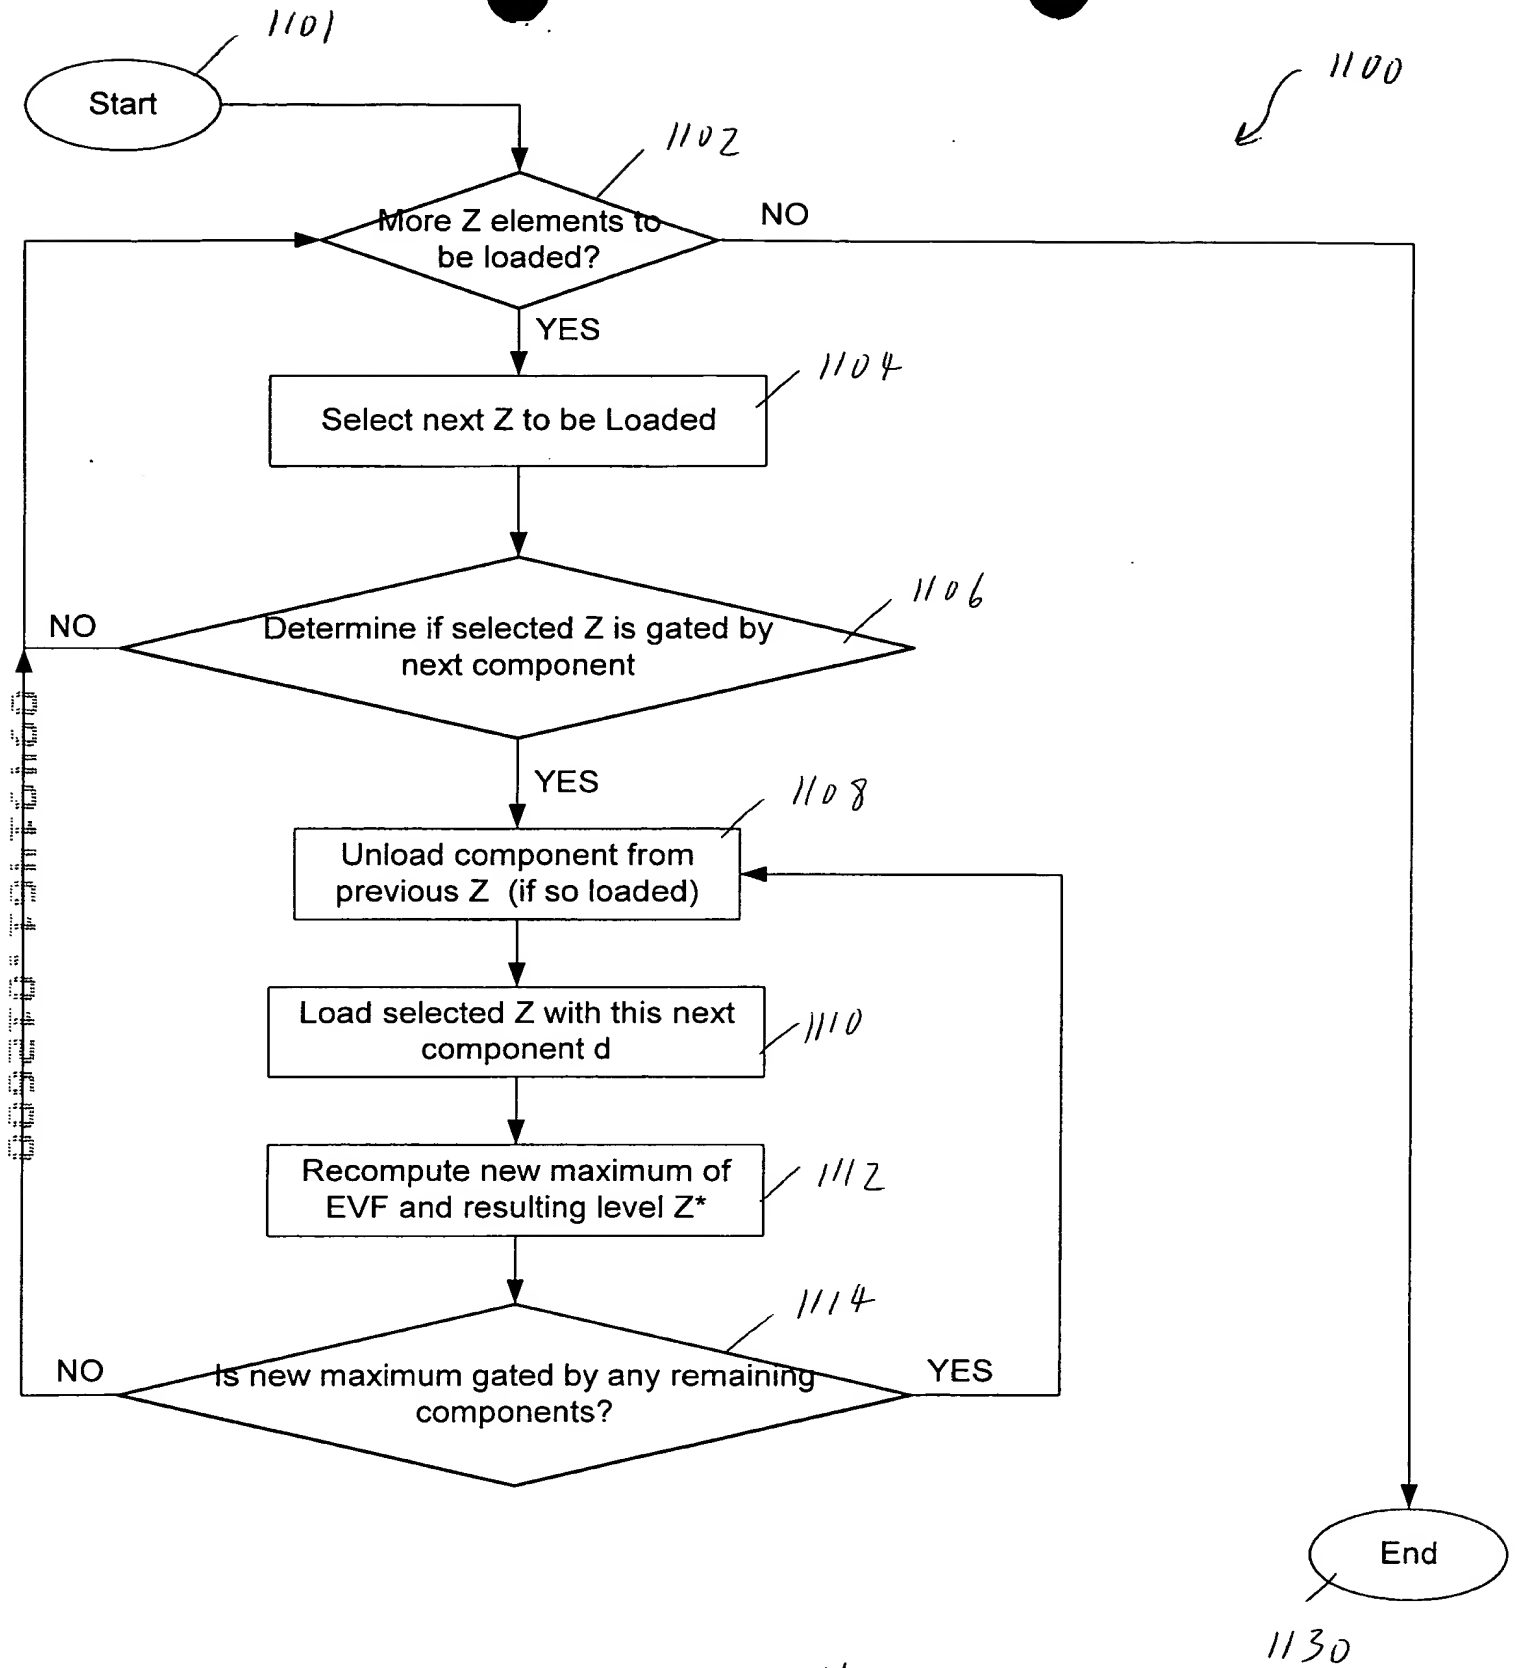 1101
1100
Start
1102
More Z elements to
be loaded?
NO
YES
1104
Select next Z to be Loaded
1106
NO
Determine if selected Z is gated by
next component
YES
1108
Unload component from
previous Z (if so loaded)
1110
Load selected Z with this next
component d
1112
Recompute new maximum of
EVF and resulting level Z*
1114
NO
Is new maximum gated by any remaining
components?
YES
End
1130